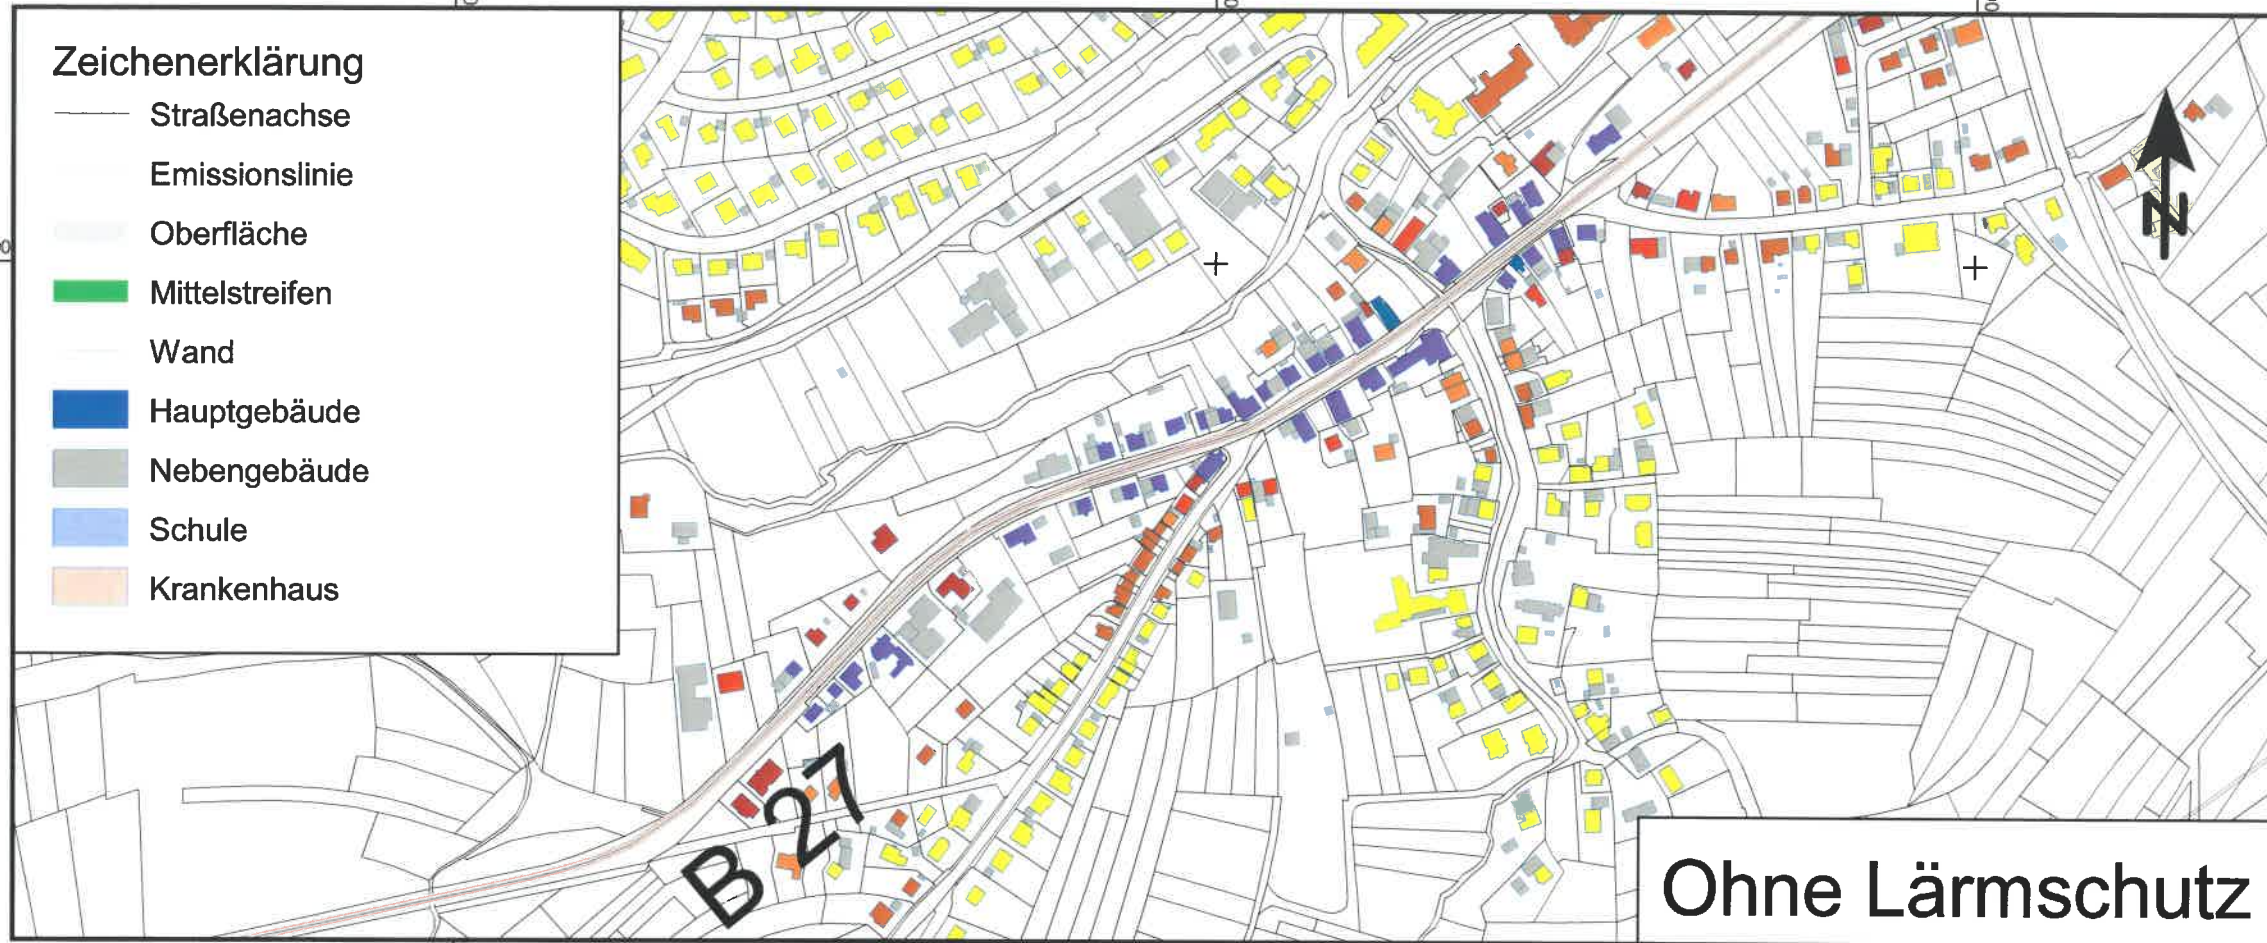 Zeichenerklärung
Straßenachse
Emissionslinie
Oberfläche
Mittelstreifen
Wand
Hauptgebäude
Nebengebäude
Schule
Krankenhaus
N
B 27
Ohne Lärmschutz